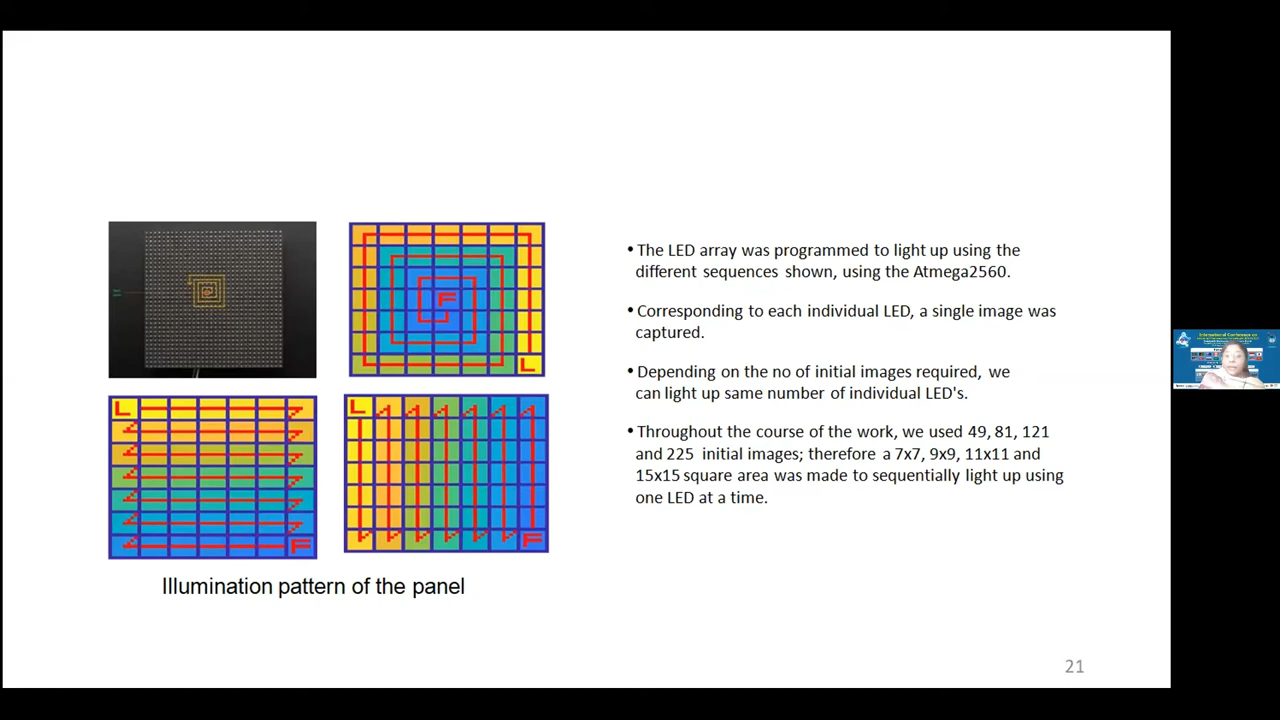 F
L
L
F
L
F
Illumination pattern of the panel
• The LED array was programmed to light up using the
different sequences shown, using the Atmega2560.
• Corresponding to each individual LED, a single image was
captured.
• Depending on the no of initial images required, we
can light up same number of individual LED's.
• Throughout the course of the work, we used 49, 81, 121
and 225 initial images; therefore a 7x7, 9x9, 11x11 and
15x15 square area was made to sequentially light up using
one LED at a time.
International Conference on
21